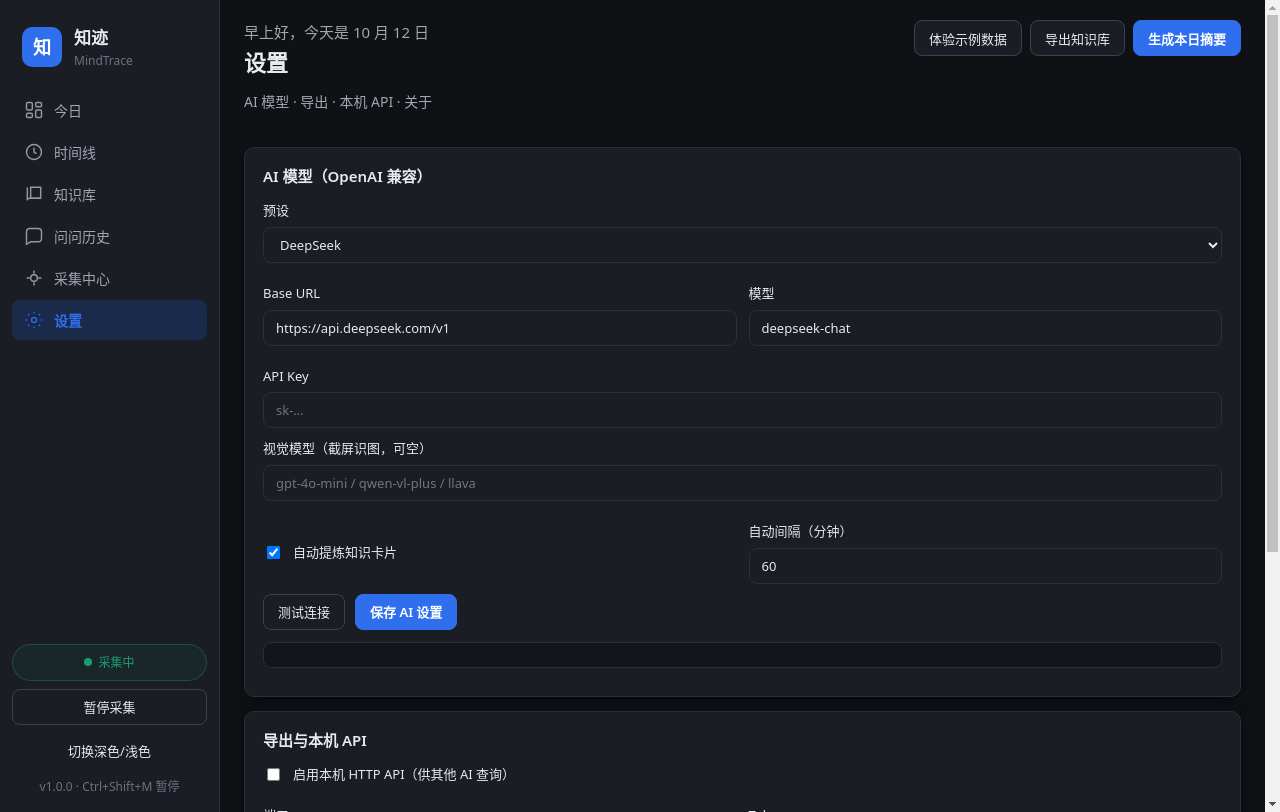 知
知迹
MindTrace
今日
时间线
知识库
问问历史
采集中心
设置
采集中
暂停采集
切换深色/浅色
v1.0.0 · Ctrl+Shift+M 暂停
早上好，今天是 10 月 12 日
设置
AI 模型 · 导出 · 本机 API · 关于
体验示例数据
导出知识库
生成本日摘要
AI 模型（OpenAI 兼容）
预设
DeepSeek
Base URL
模型
https://api.deepseek.com/v1
deepseek-chat
API Key
sk-...
视觉模型（截屏识图，可空）
gpt-4o-mini / qwen-vl-plus / llava
自动提炼知识卡片
自动间隔（分钟）
60
测试连接
保存 AI 设置
导出与本机 API
启用本机 HTTP API（供其他 AI 查询）